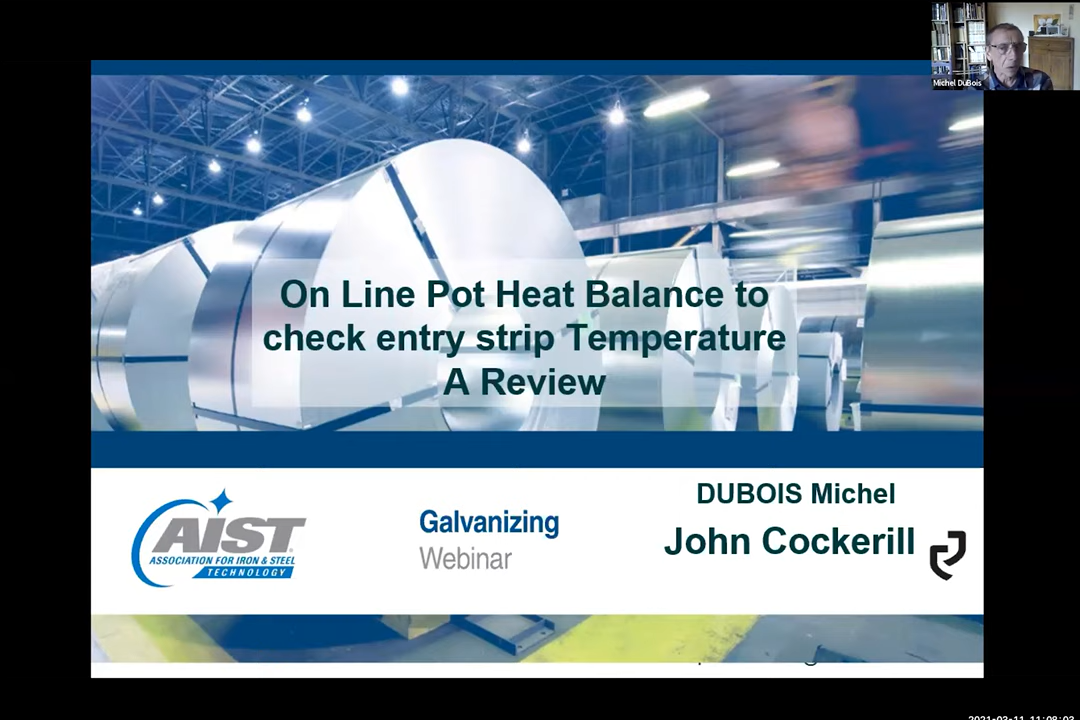 Michel DuBois
On Line Pot Heat Balance to
check entry strip Temperature
A Review
DUBOIS Michel
John Cockerill
Galvanizing
Webinar
AIST
ASSOCIATION FOR IRON & STEEL
TECHNOLOGY